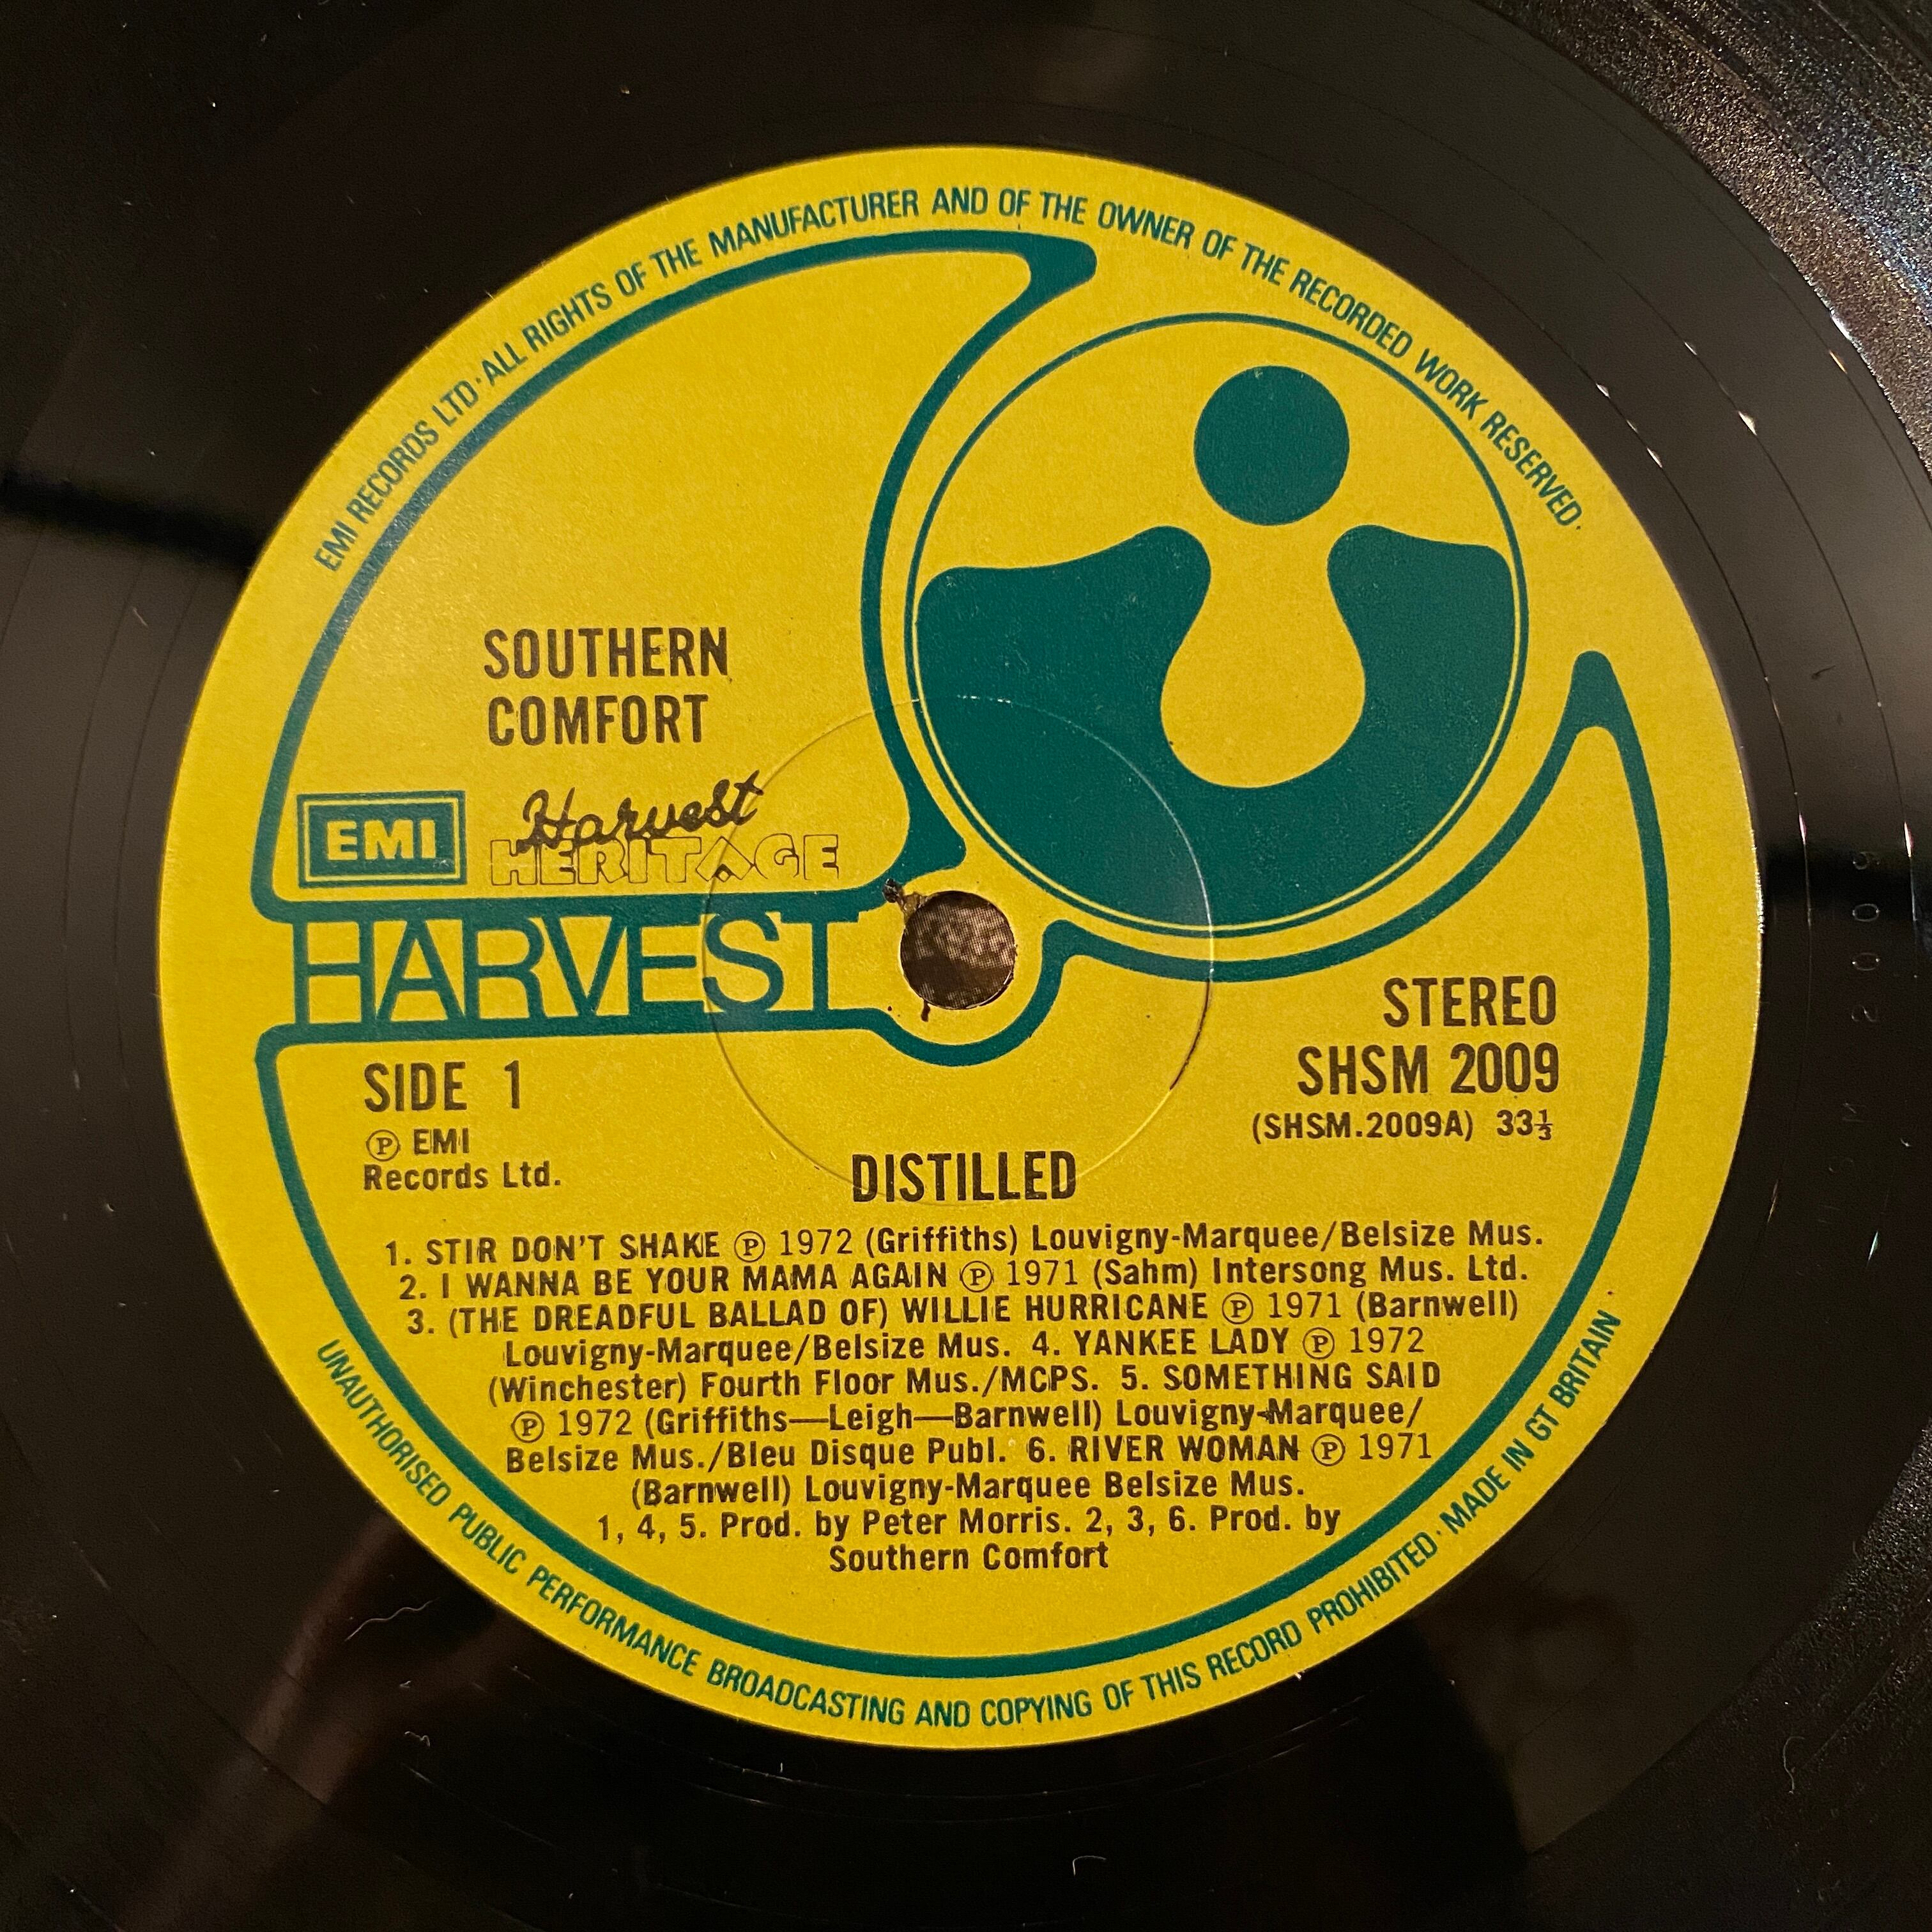 EMI RECORDS LTD · ALL RIGHTS OF THE MANUFACTURER AND OF THE OWNER OF THE RECORDED WORK RESERVED ·
SOUTHERN
COMFORT
EMI
Harvest
HERITAGE
HARVEST
STEREO
SHSM 2009
(SHSM.2009A) 33⅓
SIDE 1
Ⓟ EMI
Records Ltd.
DISTILLED
1. STIR DON'T SHAKE Ⓟ 1972 (Griffiths) Louvigny-Marquee/Belsize Mus.
2. I WANNA BE YOUR MAMA AGAIN Ⓟ 1971 (Sahm) Intersong Mus. Ltd.
3. (THE DREADFUL BALLAD OF) WILLIE HURRICANE Ⓟ 1971 (Barnwell)
Louvigny-Marquee/Belsize Mus. 4. YANKEE LADY Ⓟ 1972
(Winchester) Fourth Floor Mus./MCPS. 5. SOMETHING SAID
Ⓟ 1972 (Griffiths—Leigh—Barnwell) Louvigny-Marquee/
Belsize Mus./Bleu Disque Publ. 6. RIVER WOMAN Ⓟ 1971
(Barnwell) Louvigny-Marquee Belsize Mus.
1, 4, 5. Prod. by Peter Morris. 2, 3, 6. Prod. by
Southern Comfort
UNAUTHORISED PUBLIC PERFORMANCE BROADCASTING AND COPYING OF THIS RECORD PROHIBITED · MADE IN GT BRITAIN
2009